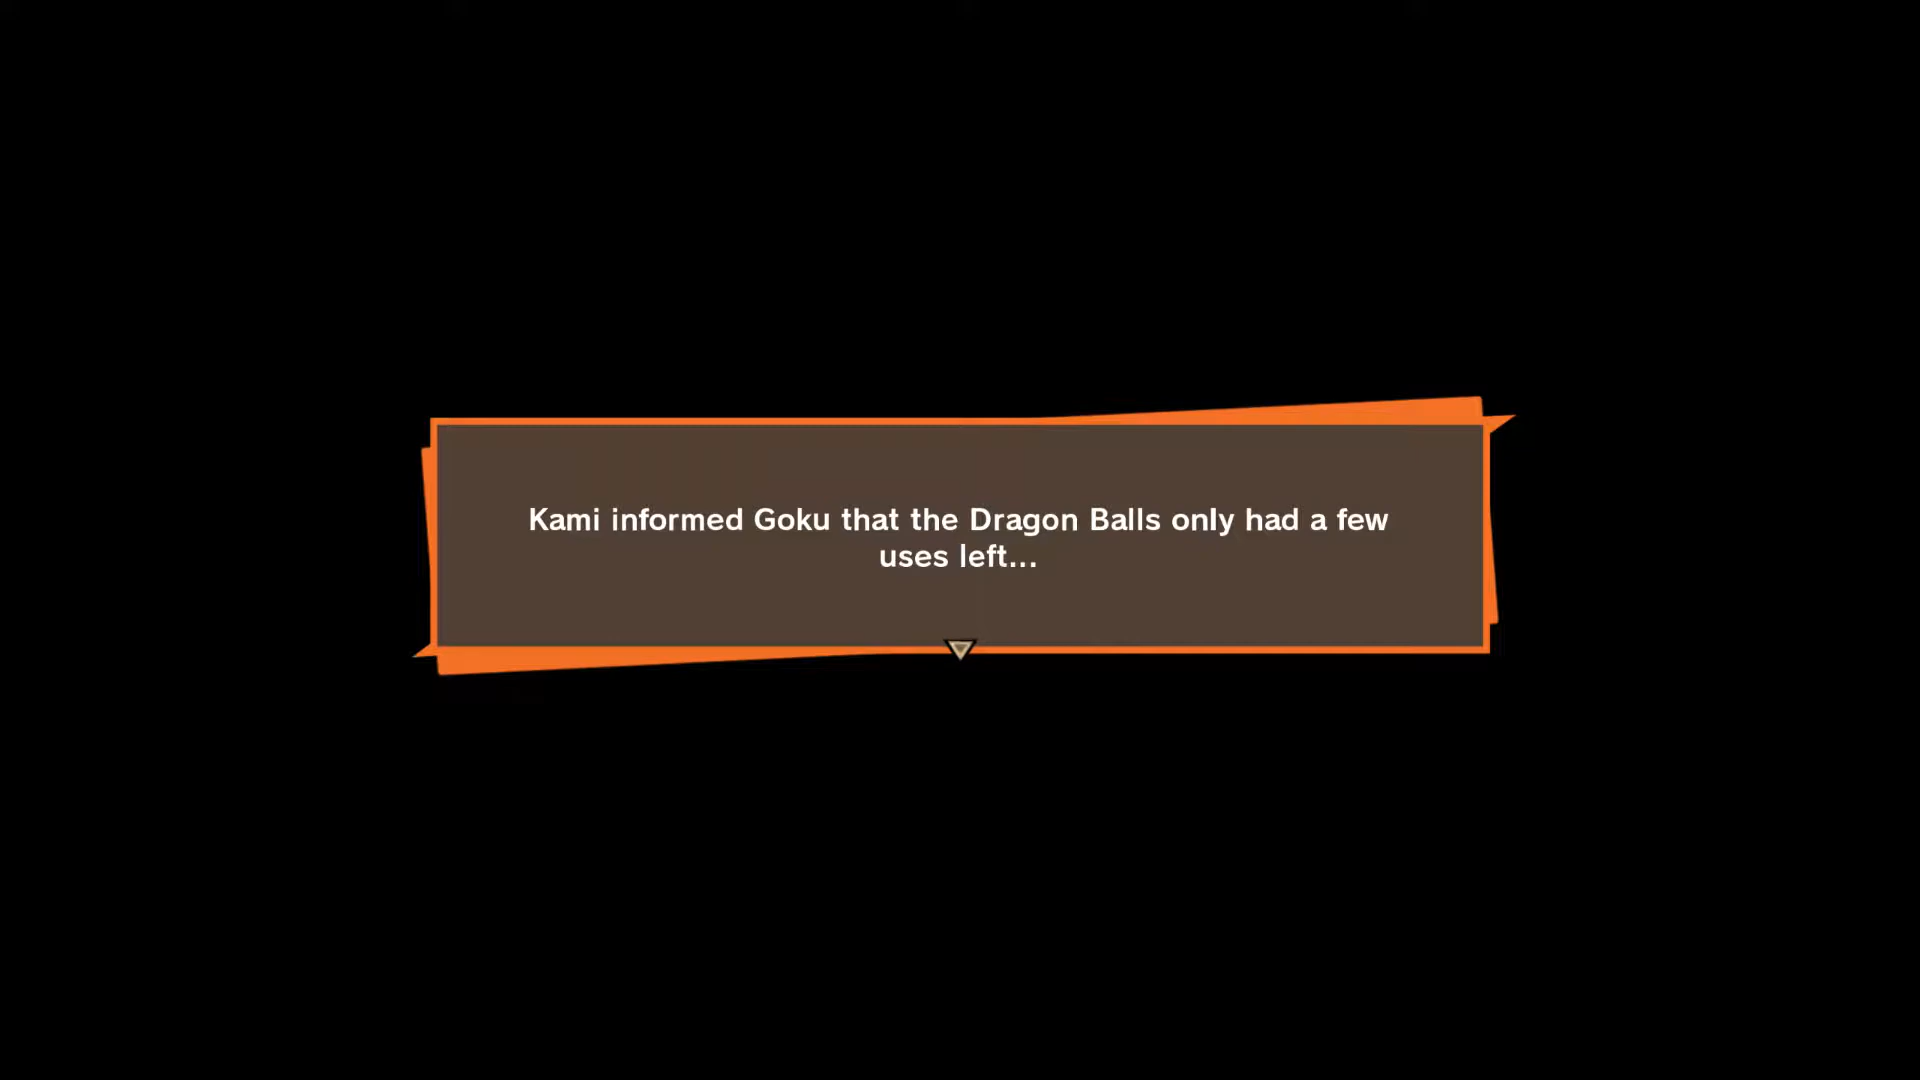 Kami informed Goku that the Dragon Balls only had a few
uses left...